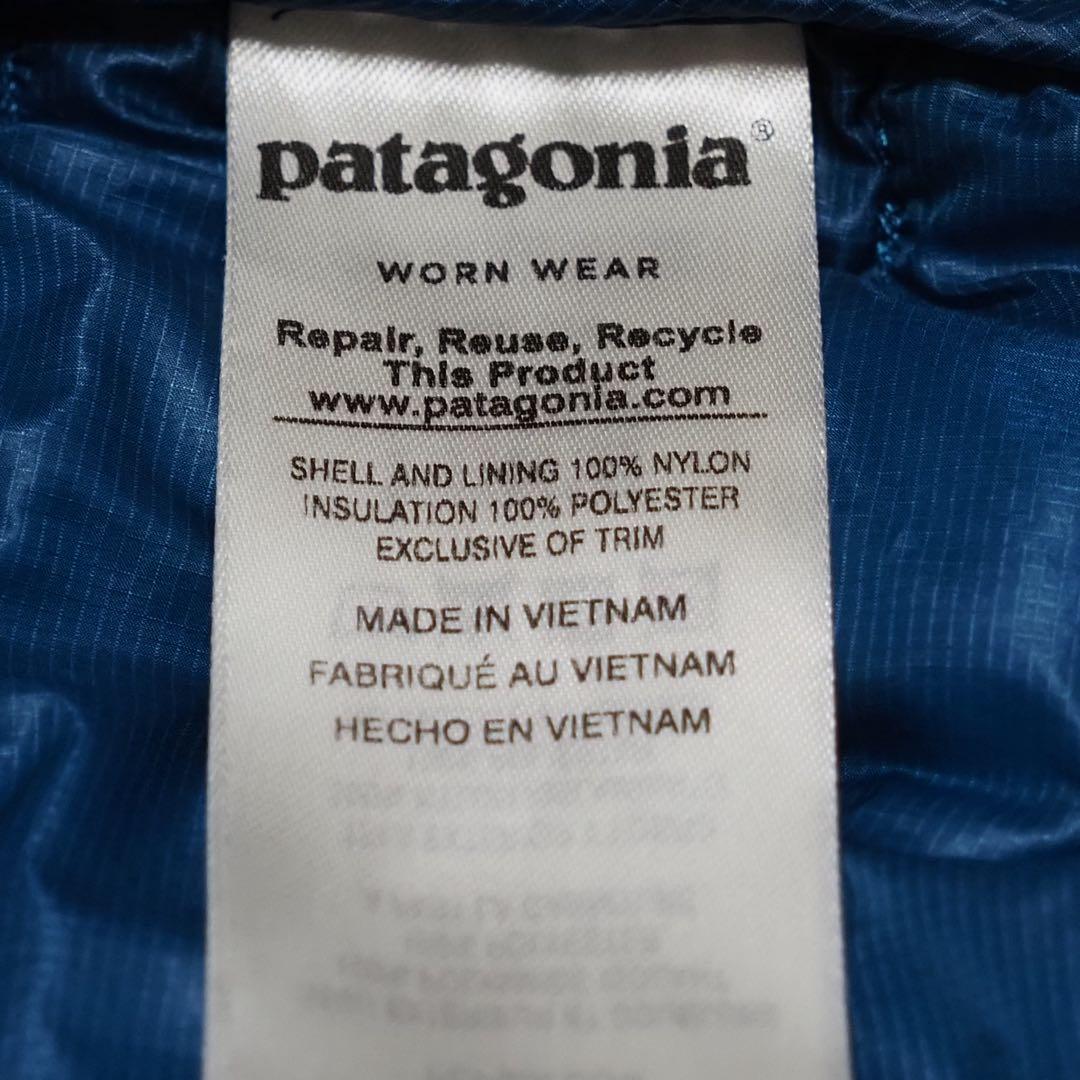 patagonia®
WORN WEAR
Repair, Reuse, Recycle
This Product
www.patagonia.com
SHELL AND LINING 100% NYLON
INSULATION 100% POLYESTER
EXCLUSIVE OF TRIM
MADE IN VIETNAM
FABRIQUÉ AU VIETNAM
HECHO EN VIETNAM